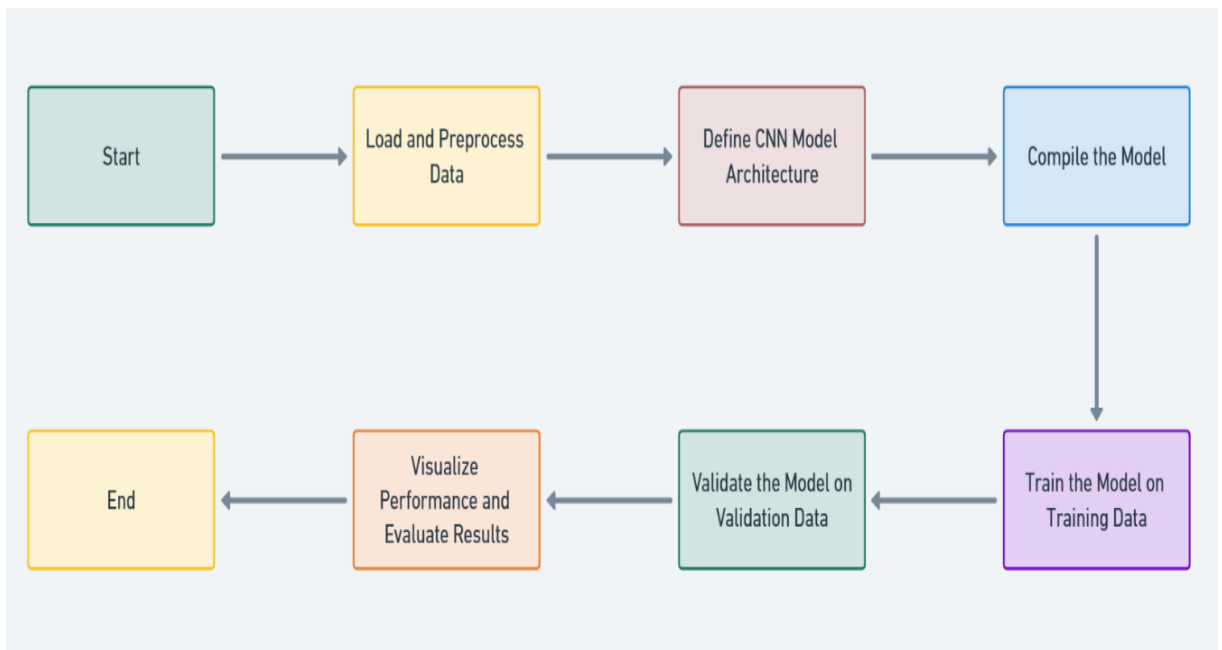 Start
Load and Preprocess
Data
Define CNN Model
Architecture
Compile the Model
Train the Model on
Training Data
Validate the Model on
Validation Data
Visualize
Performance and
Evaluate Results
End